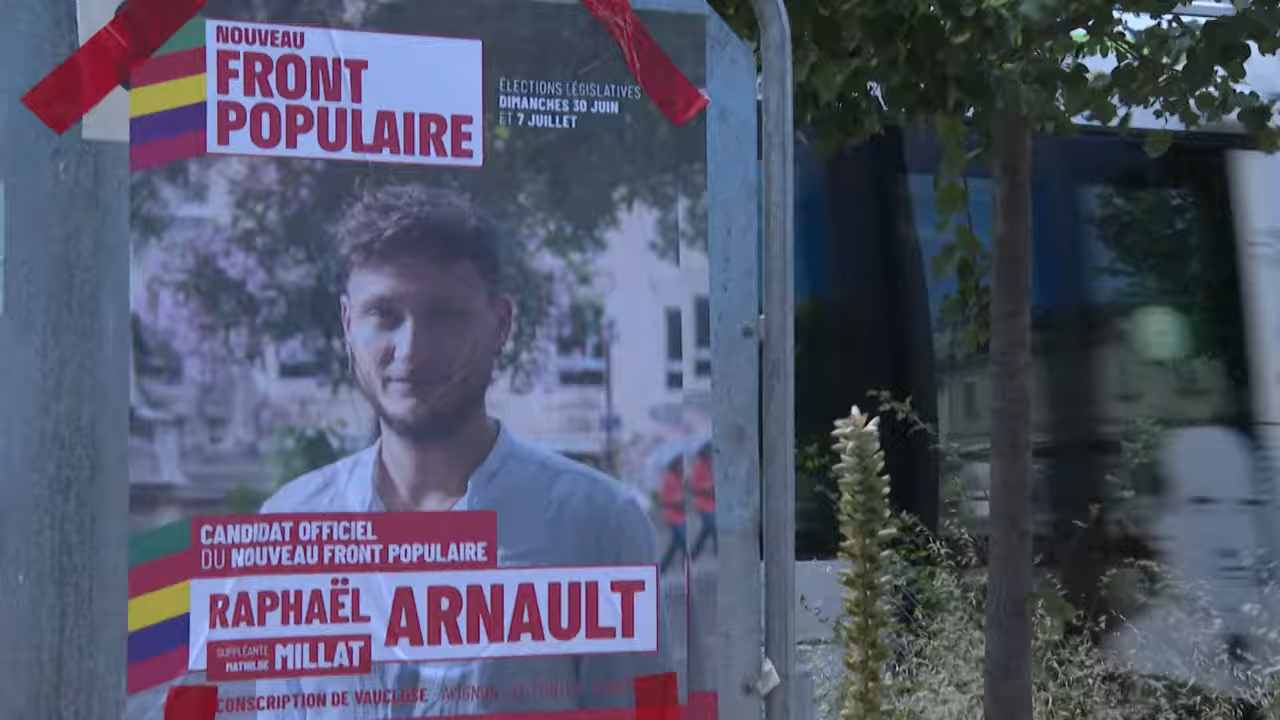 NOUVEAU
FRONT
POPULAIRE
ÉLECTIONS LÉGISLATIVES
DIMANCHES 30 JUIN
ET 7 JUILLET
CANDIDAT OFFICIEL
DU NOUVEAU FRONT POPULAIRE
RAPHAËL ARNAULT
SUPPLÉANTE
MATHILDE MILLAT
CONSCRIPTION DE VAUCLUSE